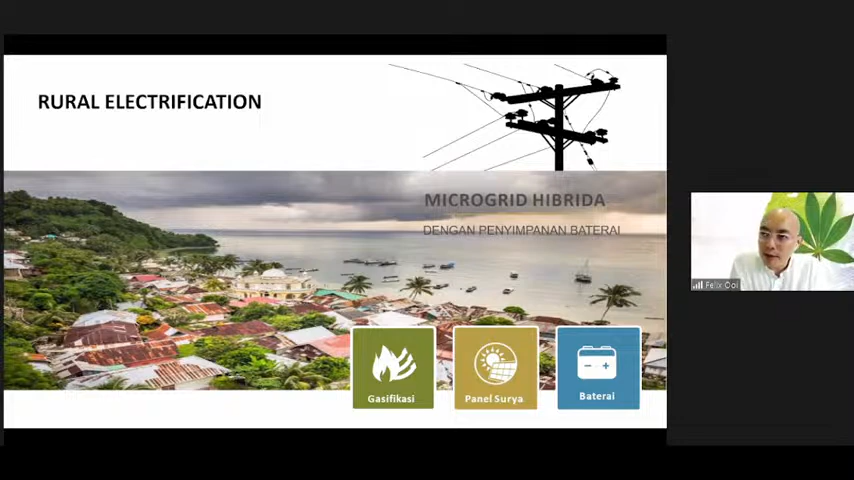 RURAL ELECTRIFICATION
MICROGRID HIBRIDA
DENGAN PENYIMPANAN BATERAI
Gasifikasi
Panel Surya
Baterai
Felix Ooi